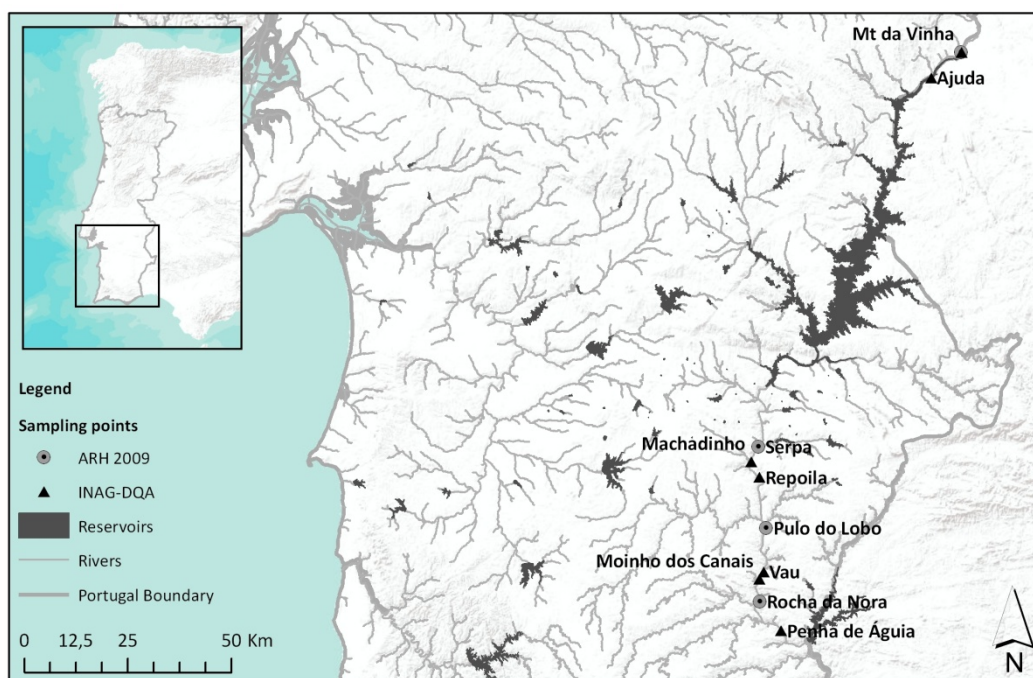 Mt da Vinha
Ajuda
Machadinho
Serpa
Repoila
Pulo do Lobo
Moinho dos Canais
Vau
Rocha da Nora
Penha de Águia
Legend
Sampling points
ARH 2009
INAG-DQA
Reservoirs
Rivers
Portugal Boundary
0 12,5 25 50 Km
N